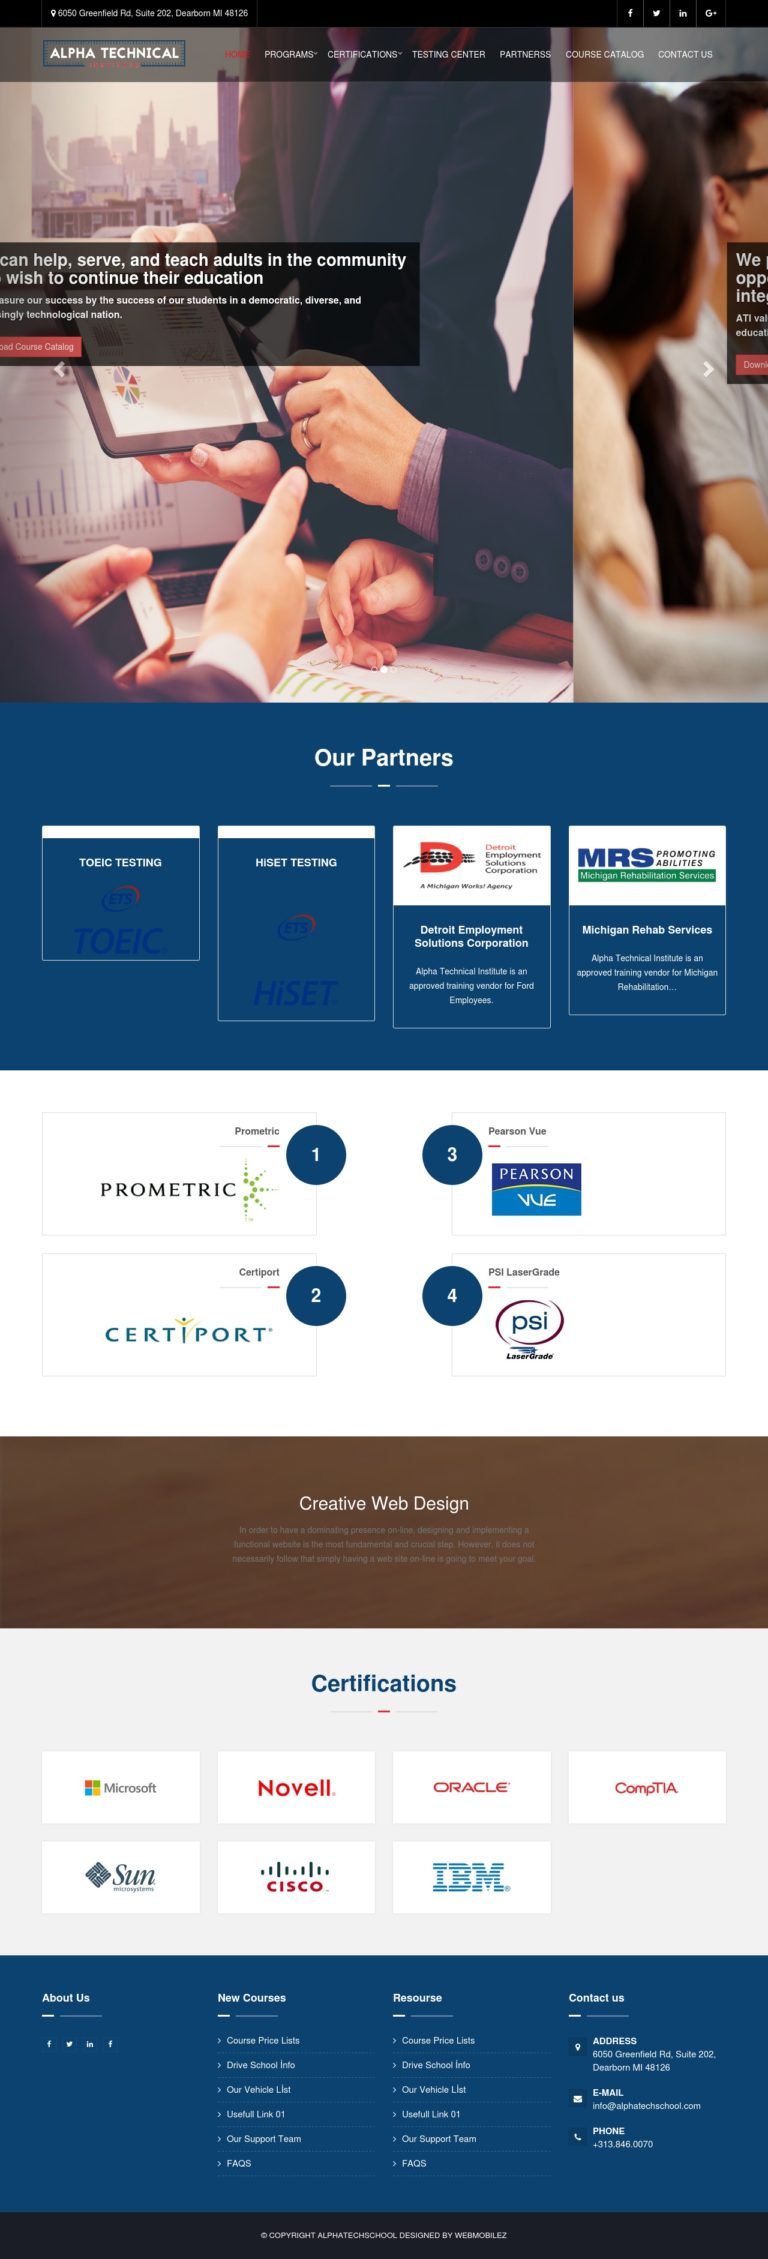 6050 Greenfield Rd, Suite 202, Dearborn MI 48126
G+
ALPHA TECHNICAL
HOME
PROGRAMS
CERTIFICATIONS
TESTING CENTER
PARTNERSS
COURSE CATALOG
CONTACT US
can help, serve, and teach adults in the community
wish to continue their education
asure our success by the success of our students in a democratic, diverse, and
singly technological nation.
oad Course Catalog
We p
oppo
integ
ATI val
educati
Downl
Our Partners
TOEIC TESTING
ETS
TOEIC®
HiSET TESTING
ETS
HiSET®
Detroit
Employment
Solutions
Corporation
A Michigan Works! Agency
Detroit Employment
Solutions Corporation
Alpha Technical Institute is an
approved training vendor for Ford
Employees.
MRS PROMOTING
ABILITIES
Michigan Rehabilitation Services
Michigan Rehab Services
Alpha Technical Institute is an
approved training vendor for Michigan
Rehabilitation…
Prometric
1
PROMETRIC
3
Pearson Vue
PEARSON
VUE
Certiport
2
CERTIPORT®
4
PSI LaserGrade
psi
LaserGrade
Creative Web Design
In order to have a dominating presence on-line, designing and implementing a
functional website is the most fundamental and crucial step. However, it does not
necessarily follow that simply having a web site on-line is going to meet your goal.
Certifications
Microsoft
Novell®
ORACLE®
CompTIA
Sun
microsystems
CISCO
IBM®
About Us
New Courses
Course Price Lists
Drive School İnfo
Our Vehicle Lİst
Usefull Link 01
Our Support Team
FAQS
Resourse
Course Price Lists
Drive School İnfo
Our Vehicle Lİst
Usefull Link 01
Our Support Team
FAQS
Contact us
ADDRESS
6050 Greenfield Rd, Suite 202,
Dearborn MI 48126
E-MAIL
info@alphatechschool.com
PHONE
+313.846.0070
© COPYRIGHT ALPHATECHSCHOOL DESIGNED BY WEBMOBILEZ